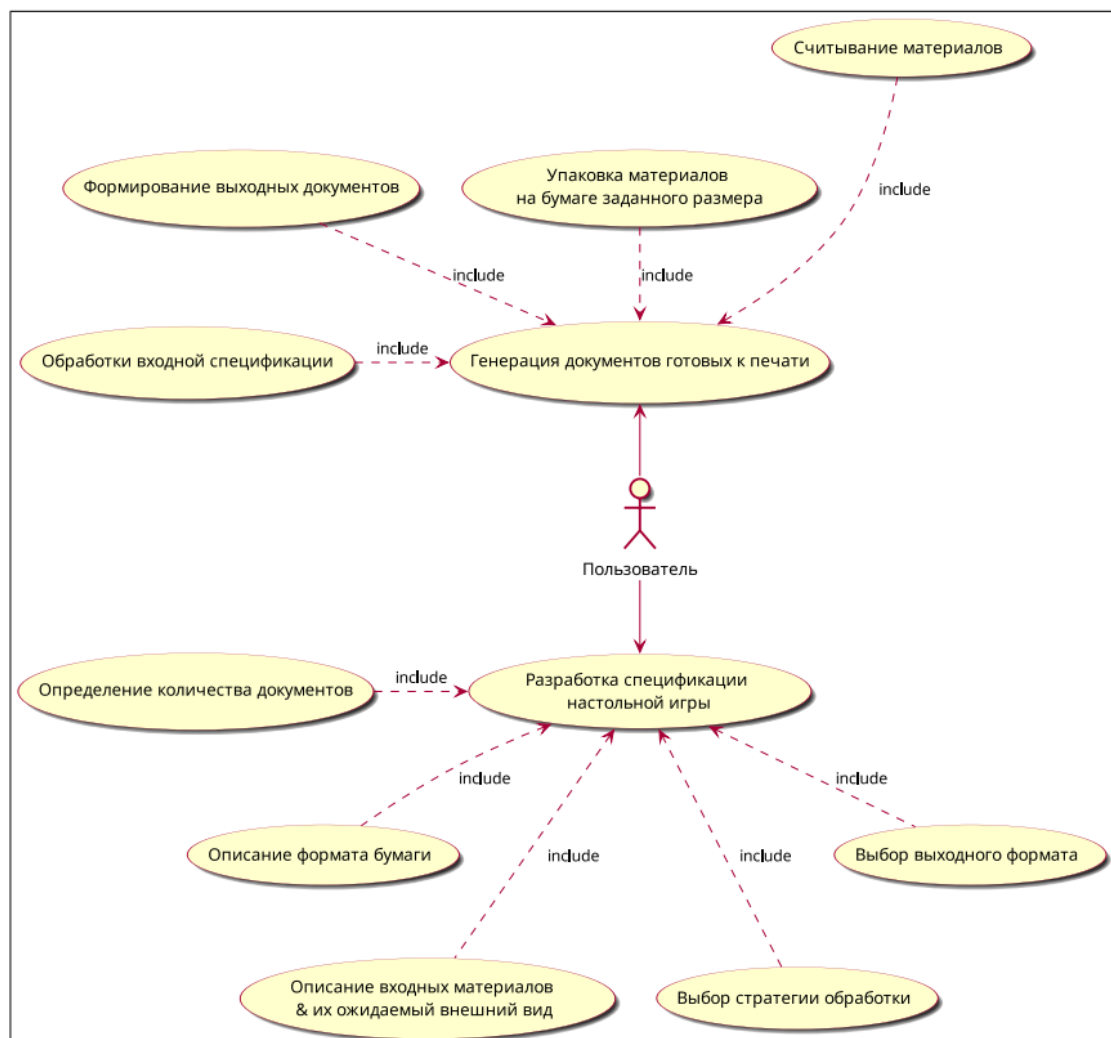 Считывание материалов
Формирование выходных документов
Упаковка материалов
на бумаге заданного размера
include
include
include
Обработки входной спецификации
include
Генерация документов готовых к печати
Пользователь
Определение количества документов
include
Разработка спецификации
настольной игры
include
include
include
include
Описание формата бумаги
Выбор выходного формата
Описание входных материалов
& их ожидаемый внешний вид
Выбор стратегии обработки